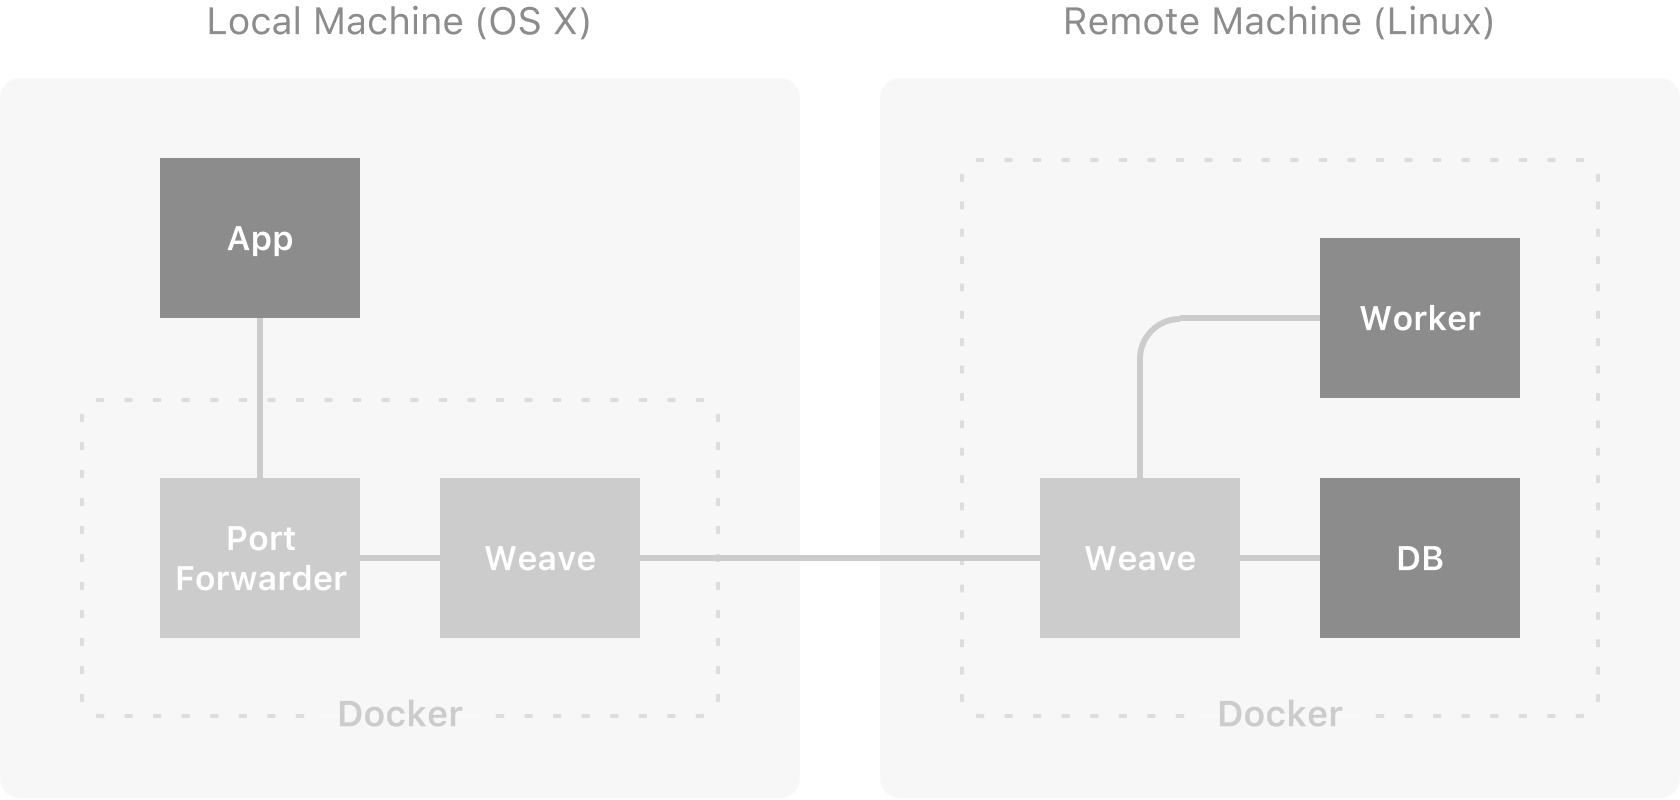 Local Machine (OS X)
Remote Machine (Linux)
App
Port
Forwarder
Weave
Docker
Worker
Weave
DB
Docker